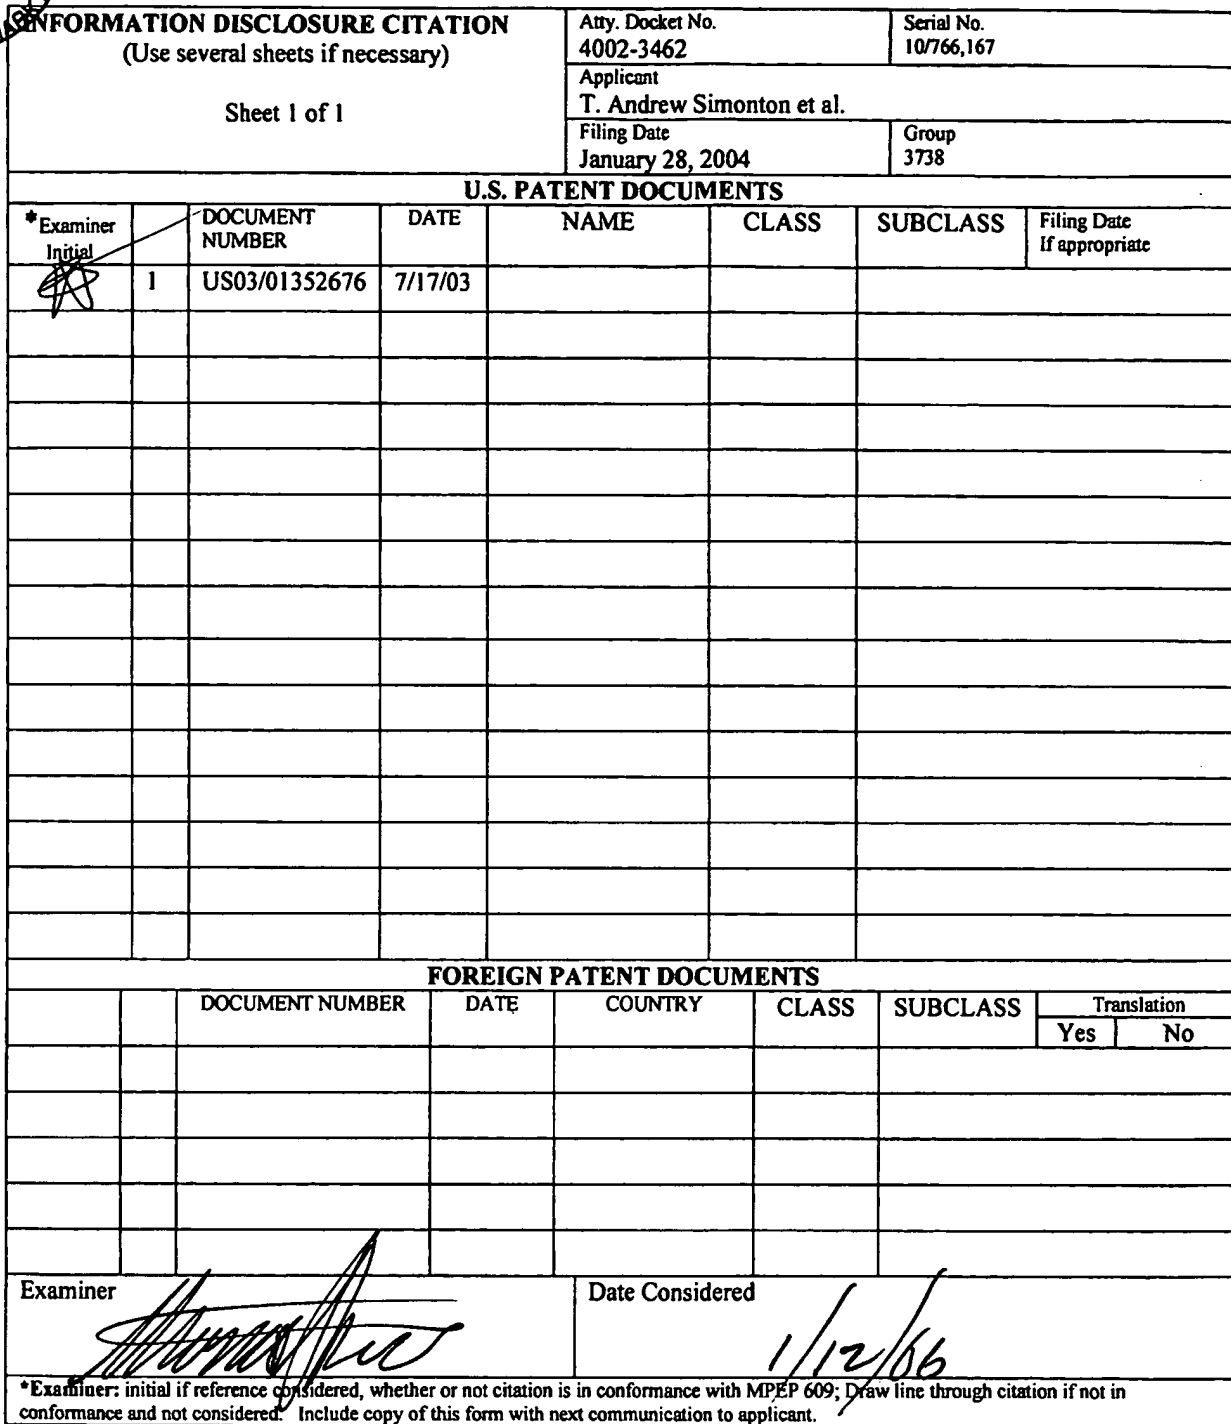 INFORMATION DISCLOSURE CITATION
(Use several sheets if necessary)
Sheet 1 of 1
Atty. Docket No.
4002-3462
Serial No.
10/766,167
Applicant
T. Andrew Simonton et al.
Filing Date
January 28, 2004
Group
3738
U.S. PATENT DOCUMENTS
*Examiner Initial
DOCUMENT NUMBER
DATE
NAME
CLASS
SUBCLASS
Filing Date If appropriate
1 US03/01352676 7/17/03
FOREIGN PATENT DOCUMENTS
DOCUMENT NUMBER
DATE
COUNTRY
CLASS
SUBCLASS
Translation
Yes No
Examiner
Date Considered
1/12/06
*Examiner: initial if reference considered, whether or not citation is in conformance with MPEP 609; Draw line through citation if not in
conformance and not considered. Include copy of this form with next communication to applicant.